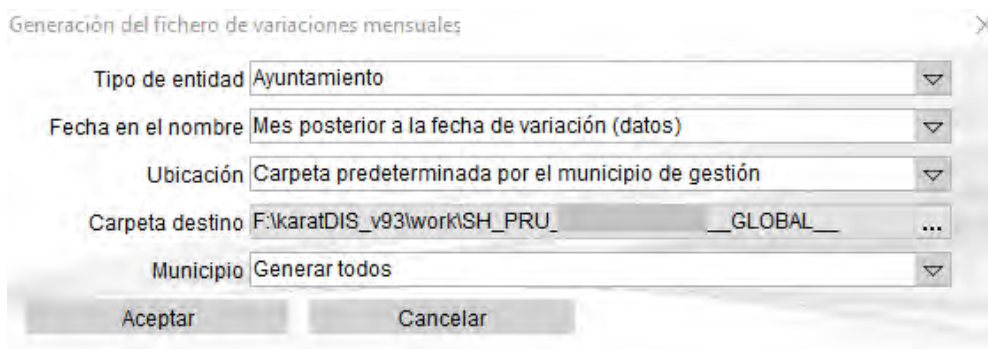 Generación del fichero de variaciones mensuales
Tipo de entidad Ayuntamiento
Fecha en el nombre Mes posterior a la fecha de variación (datos)
Ubicación Carpeta predeterminada por el municipio de gestión
Carpeta destino F:\karatDIS_v93\work\SH_PRU_ __GLOBAL__ ...
Municipio Generar todos
Aceptar Cancelar